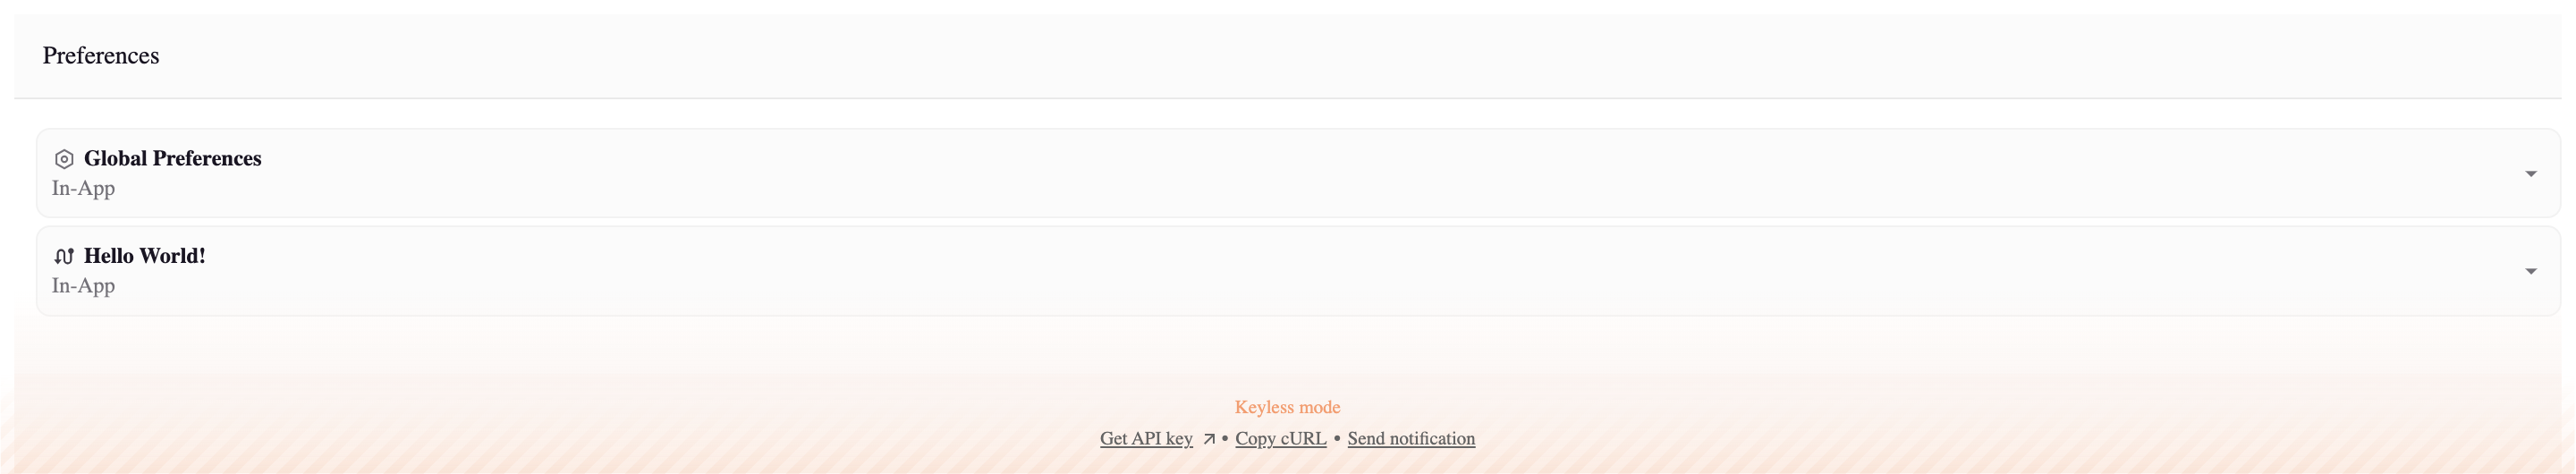 Preferences
Global Preferences
In-App
Hello World!
In-App
Keyless mode
Get API key • Copy cURL • Send notification